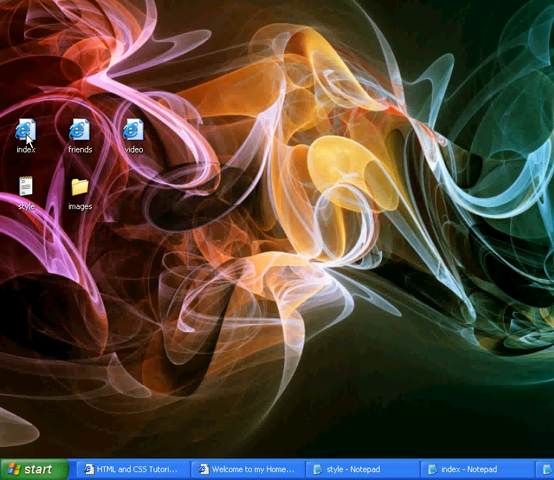 index
friends
video
style
images
start
HTML and CSS Tutori...
Welcome to my Home...
style - Notepad
index - Notepad